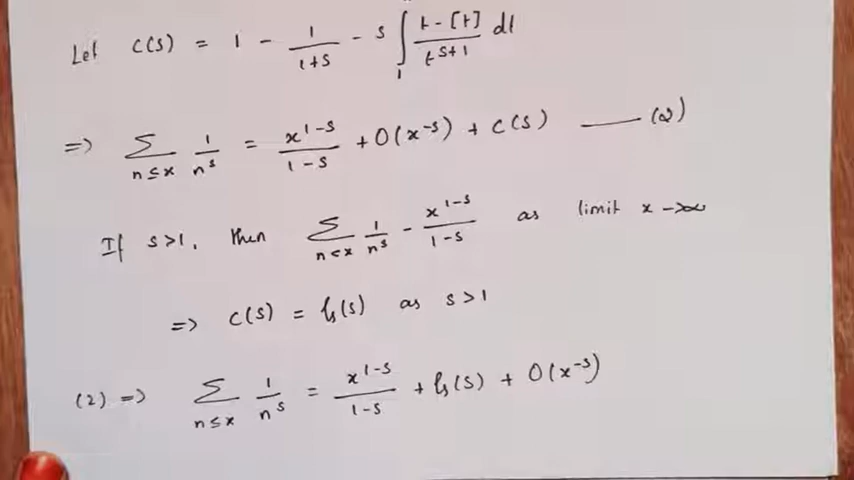 Let C(s) = 1 - 1/(1+s) - s ∫₁ (t - [t])/t^(s+1) dt
=> Σ_{n≤x} 1/n^s = x^(1-s)/(1-s) + O(x^(-s)) + C(s) —— (2)
If s>1, then Σ_{n<x} 1/n^s - x^(1-s)/(1-s) as limit x→∞
=> C(s) = ζ(s) as s>1
(2) => Σ_{n≤x} 1/n^s = x^(1-s)/(1-s) + ζ(s) + O(x^(-s))